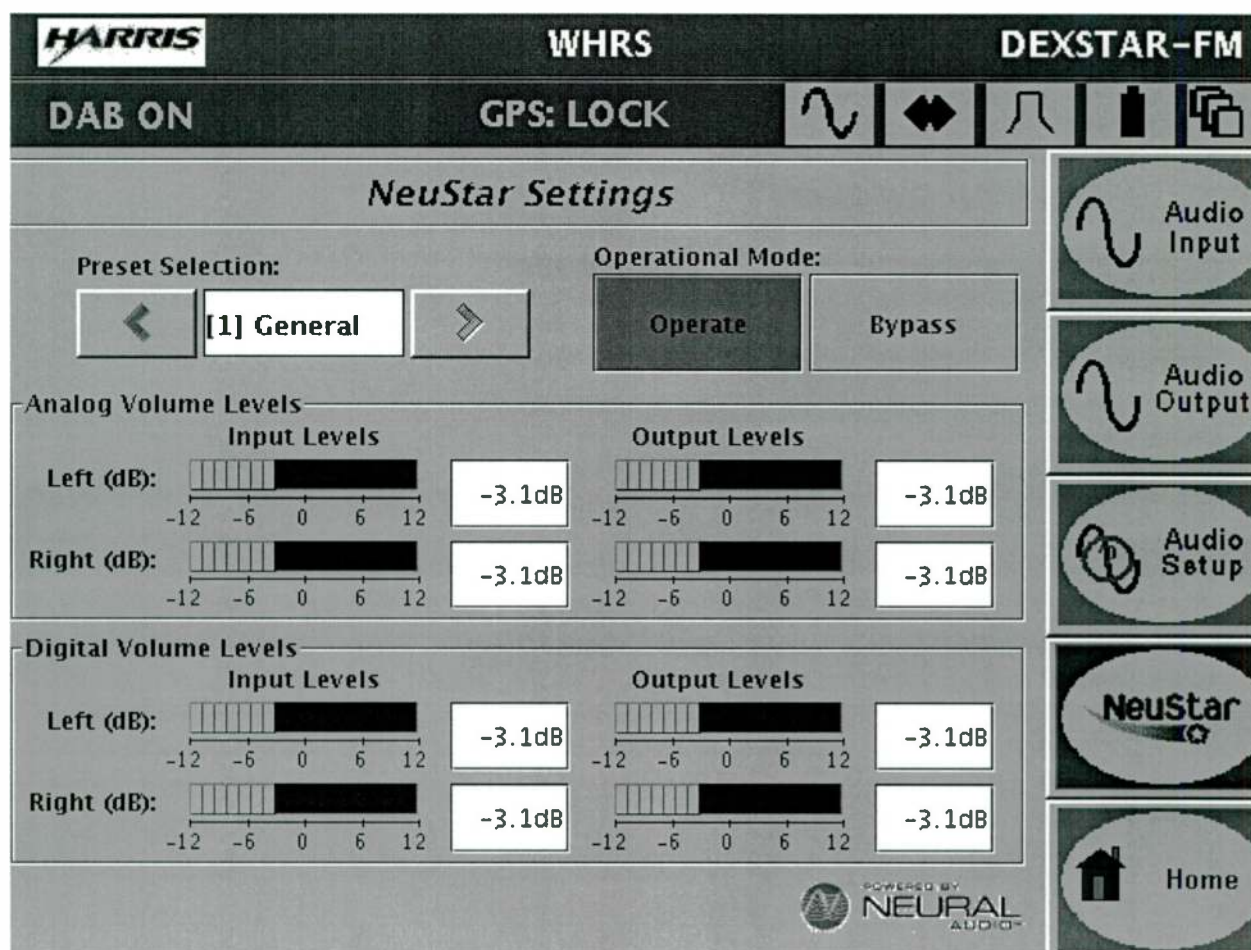 HARRIS
WHRS
DEXSTAR-FM
DAB ON
GPS: LOCK
NeuStar Settings
Preset Selection:
[1] General
Operational Mode:
Operate
Bypass
Analog Volume Levels
Input Levels
Output Levels
Left (dB):
-12 -6 0 6 12
-3.1dB
-12 -6 0 6 12
-3.1dB
Right (dB):
-12 -6 0 6 12
-3.1dB
-12 -6 0 6 12
-3.1dB
Digital Volume Levels
Input Levels
Output Levels
Left (dB):
-12 -6 0 6 12
-3.1dB
-12 -6 0 6 12
-3.1dB
Right (dB):
-12 -6 0 6 12
-3.1dB
-12 -6 0 6 12
-3.1dB
POWERED BY
NEURAL
AUDIO
Audio
Input
Audio
Output
Audio
Setup
NeuStar
Home